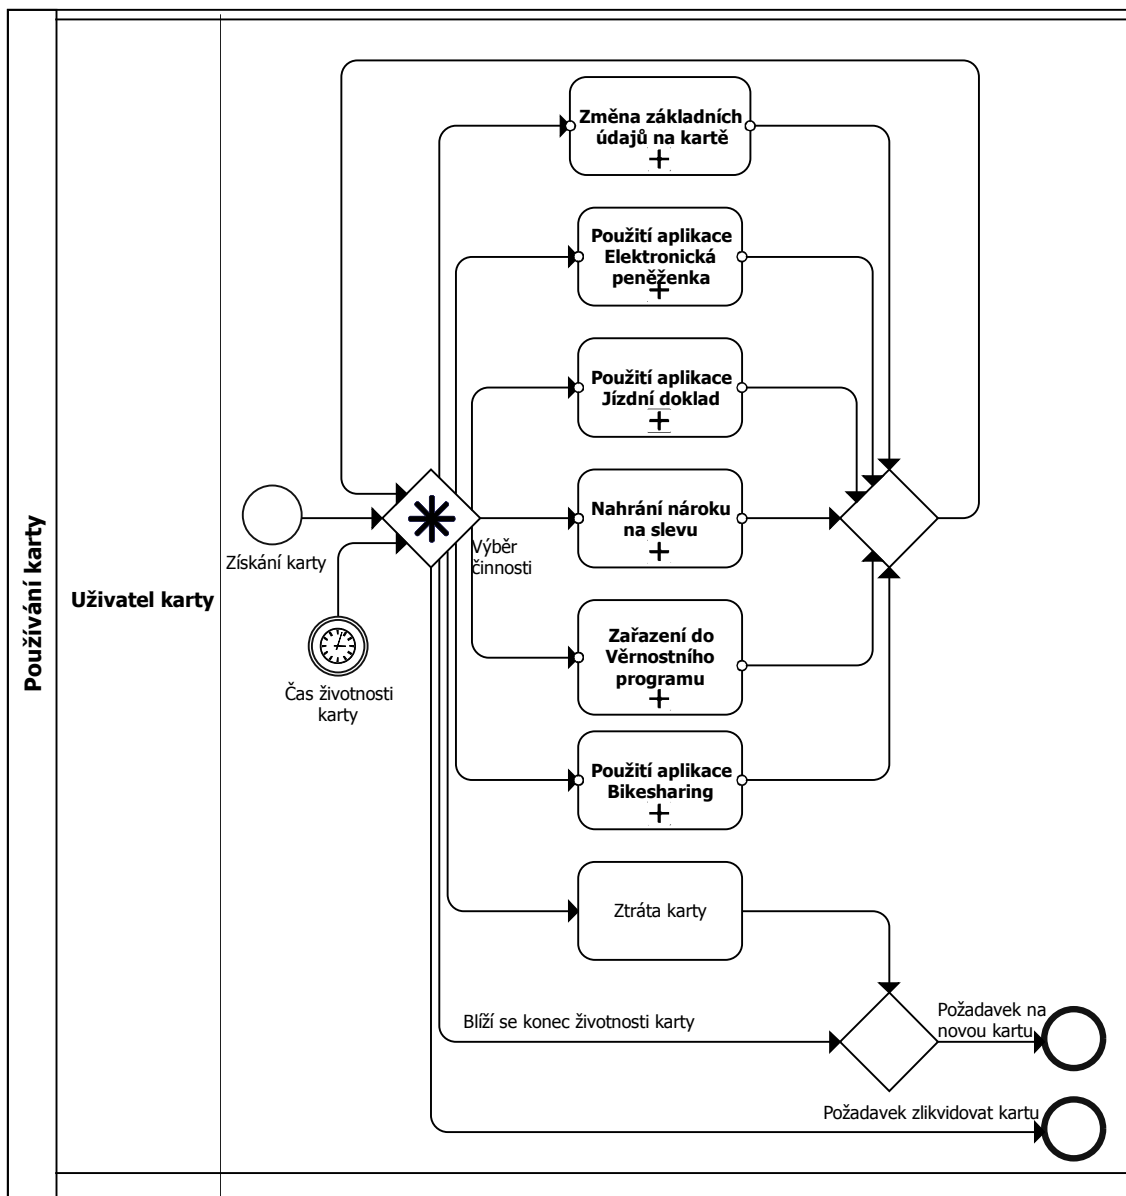 Používání karty
Uživatel karty
Změna základních
údajů na kartě
Použití aplikace
Elektronická
peněženka
Použití aplikace
Jízdní doklad
Nahrání nároku
na slevu
Získání karty
Výběr
činnosti
Zařazení do
Věrnostního
programu
Čas životnosti
karty
Použití aplikace
Bikesharing
Ztráta karty
Blíží se konec životnosti karty
Požadavek na
novou kartu
Požadavek zlikvidovat kartu